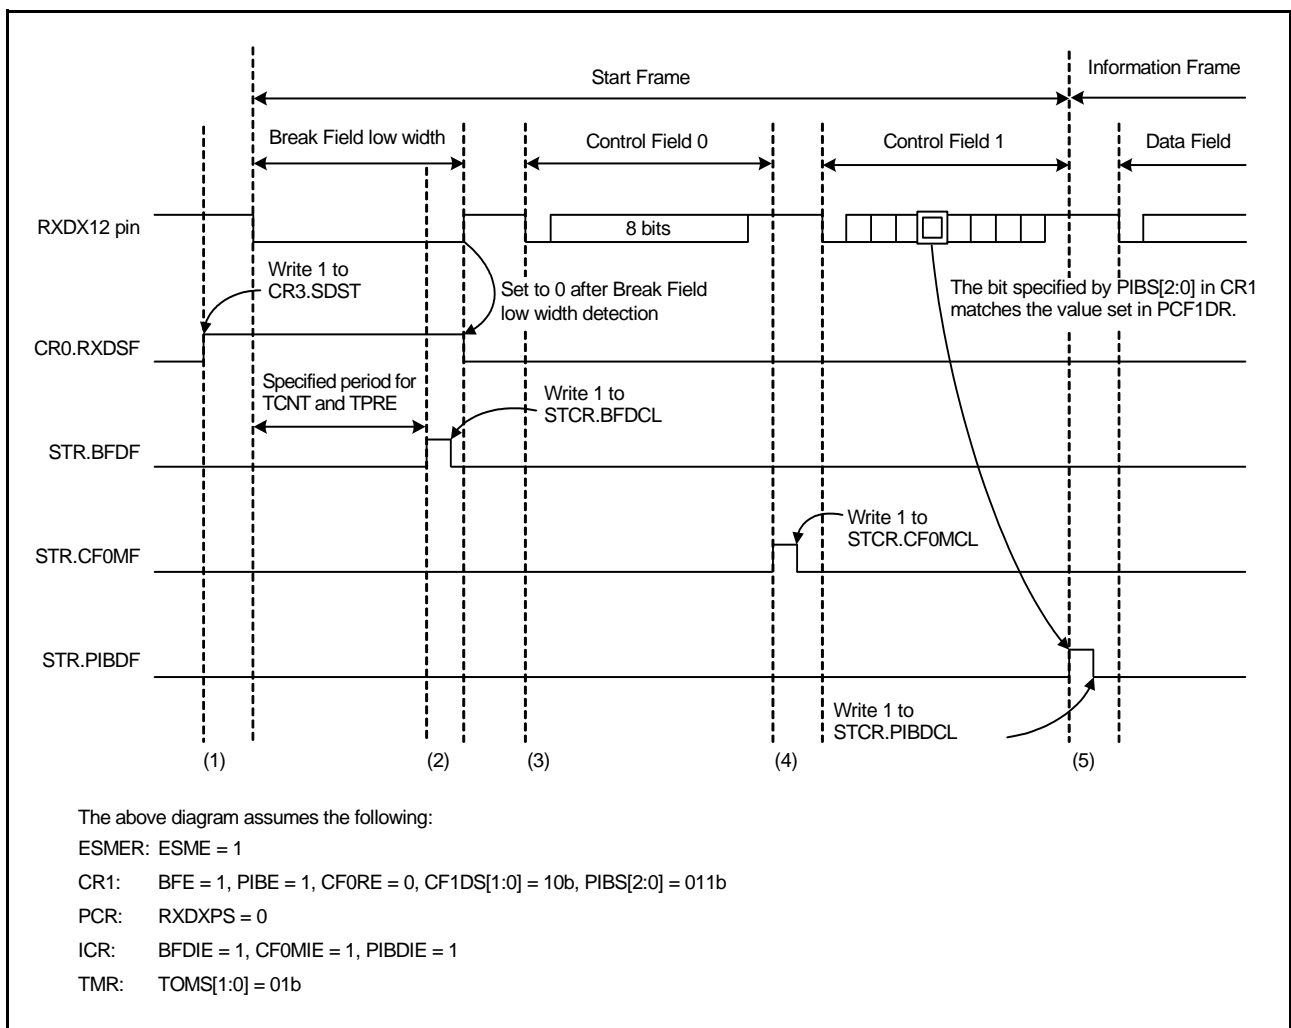 Start Frame
Information Frame
Break Field low width
Control Field 0
Control Field 1
Data Field
RXDX12 pin
8 bits
Write 1 to
CR3.SDST
Set to 0 after Break Field
low width detection
The bit specified by PIBS[2:0] in CR1
matches the value set in PCF1DR.
CR0.RXDSF
Specified period for
TCNT and TPRE
Write 1 to
STCR.BFDCL
STR.BFDF
Write 1 to
STCR.CF0MCL
STR.CF0MF
STR.PIBDF
Write 1 to
STCR.PIBDCL
(1)
(2)
(3)
(4)
(5)
The above diagram assumes the following:
ESMER: ESME = 1
CR1: BFE = 1, PIBE = 1, CF0RE = 0, CF1DS[1:0] = 10b, PIBS[2:0] = 011b
PCR: RXDXPS = 0
ICR: BFDIE = 1, CF0MIE = 1, PIBDIE = 1
TMR: TOMS[1:0] = 01b